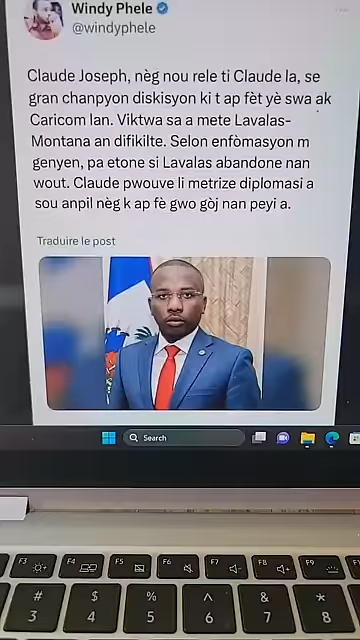 Windy Phele
@windyphele
Claude Joseph, nèg nou rele ti Claude la, se
gran chanpyon diskisyon ki t ap fèt yè swa ak
Caricom lan. Viktwa sa a mete Lavalas-
Montana an difikilte. Selon enfòmasyon m
genyen, pa etone si Lavalas abandone nan
wout. Claude pwouve li metrize diplomasi a
sou anpil nèg k ap fè gwo gòj nan peyi a.
Traduire le post
Search
F3 F4 F5 F6 F7 F8 F9
# $ % ^ & *
3 4 5 6 7 8